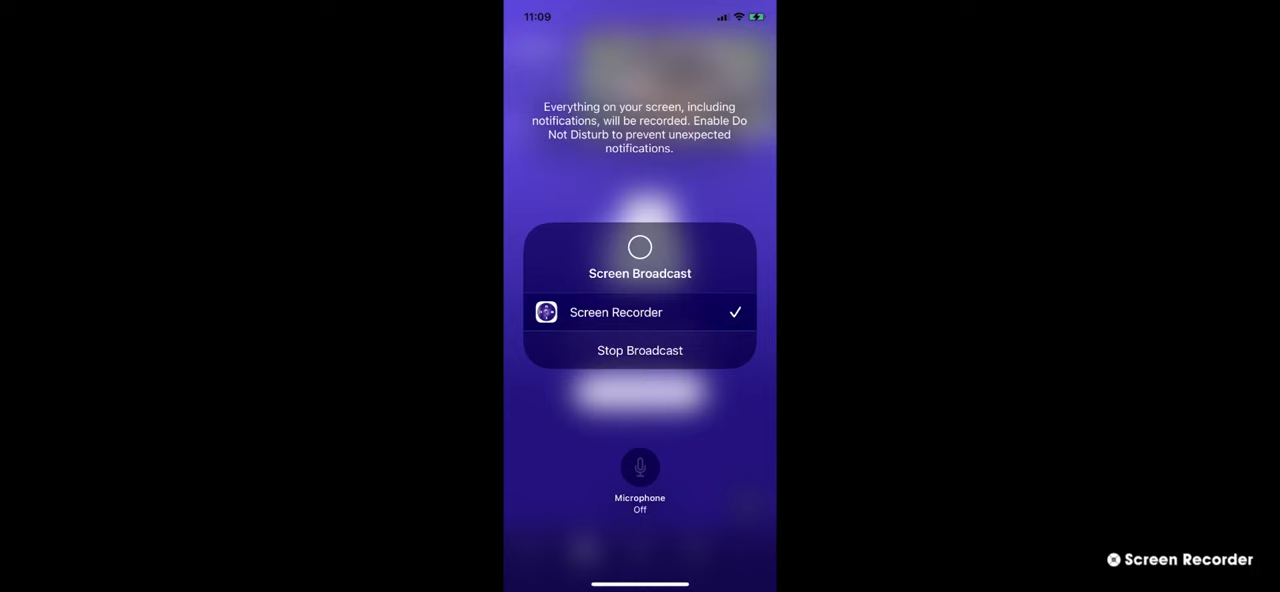 11:09
Everything on your screen, including
notifications, will be recorded. Enable Do
Not Disturb to prevent unexpected
notifications.
Screen Broadcast
Screen Recorder
Stop Broadcast
Microphone
Off
Screen Recorder